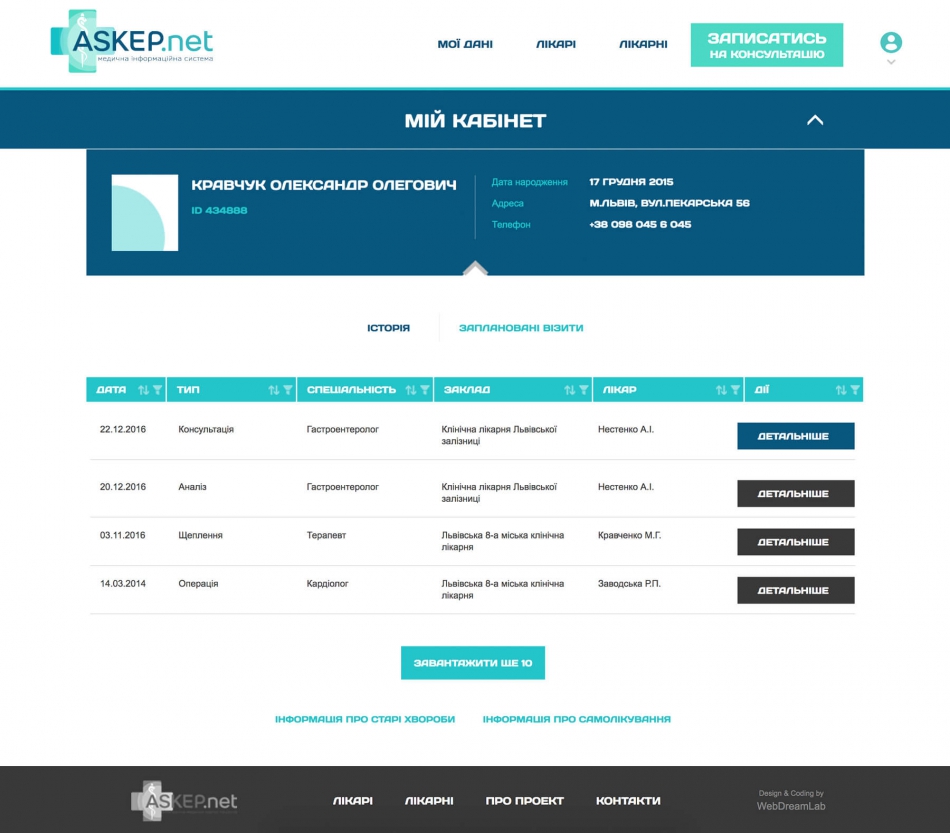 ASKEP.net
медична інформаційна система
МОЇ ДАНІ ЛІКАРІ ЛІКАРНІ
ЗАПИСАТИСЬ
НА КОНСУЛЬТАЦІЮ
МІЙ КАБІНЕТ
КРАВЧУК ОЛЕКСАНДР ОЛЕГОВИЧ
ID 434888
Дата народження 17 ГРУДНЯ 2015
Адреса М.ЛЬВІВ, ВУЛ.ПЕКАРСЬКА 56
Телефон +38 098 045 6 045
ІСТОРІЯ ЗАПЛАНОВАНІ ВІЗИТИ
ДАТА ТИП СПЕЦІАЛЬНІСТЬ ЗАКЛАД ЛІКАР ДІЇ
22.12.2016 Консультація Гастроентеролог Клінічна лікарня Львівської Нестенко А.І.
залізниці
ДЕТАЛЬНІШЕ
20.12.2016 Аналіз Гастроентеролог Клінічна лікарня Львівської Нестенко А.І.
залізниці
ДЕТАЛЬНІШЕ
03.11.2016 Щеплення Терапевт Львівська 8-а міська клінічна Кравченко М.Г.
лікарня
ДЕТАЛЬНІШЕ
14.03.2014 Операція Кардіолог Львівська 8-а міська клінічна Заводська Р.П.
лікарня
ДЕТАЛЬНІШЕ
ЗАВАНТАЖИТИ ЩЕ 10
ІНФОРМАЦІЯ ПРО СТАРІ ХВОРОБИ ІНФОРМАЦІЯ ПРО САМОЛІКУВАННЯ
ASKEP.net
ЛІКАРІ ЛІКАРНІ ПРО ПРОЕКТ КОНТАКТИ
Design & Coding by
WebDreamLab